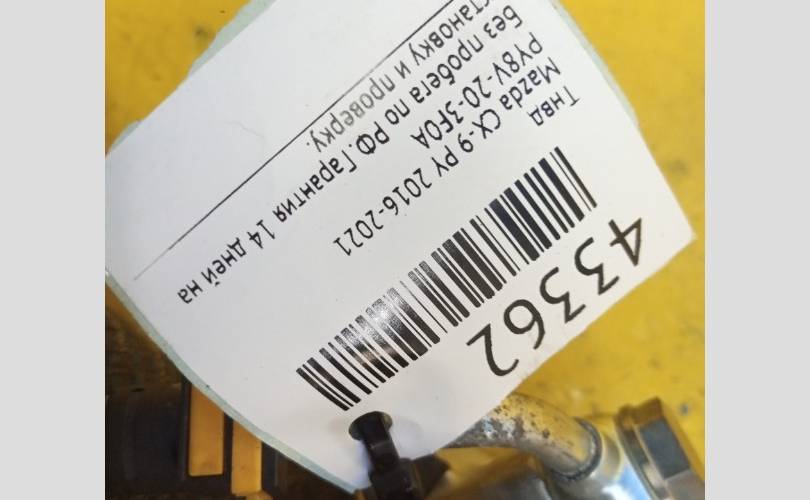 43362
Тнвд
Mazda CX-9 PY 2016-2021
PY8V-20-3F0A
Без пробега по РФ.Гарантия 14 дней на
установку и проверку.